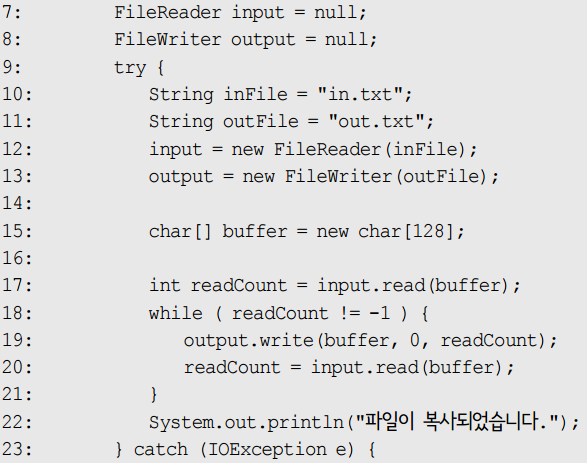 7: FileReader input = null;
8: FileWriter output = null;
9: try {
10: String inFile = "in.txt";
11: String outFile = "out.txt";
12: input = new FileReader(inFile);
13: output = new FileWriter(outFile);
14:
15: char[] buffer = new char[128];
16:
17: int readCount = input.read(buffer);
18: while ( readCount != -1 ) {
19: output.write(buffer, 0, readCount);
20: readCount = input.read(buffer);
21: }
22: System.out.println("파일이 복사되었습니다.");
23: } catch (IOException e) {